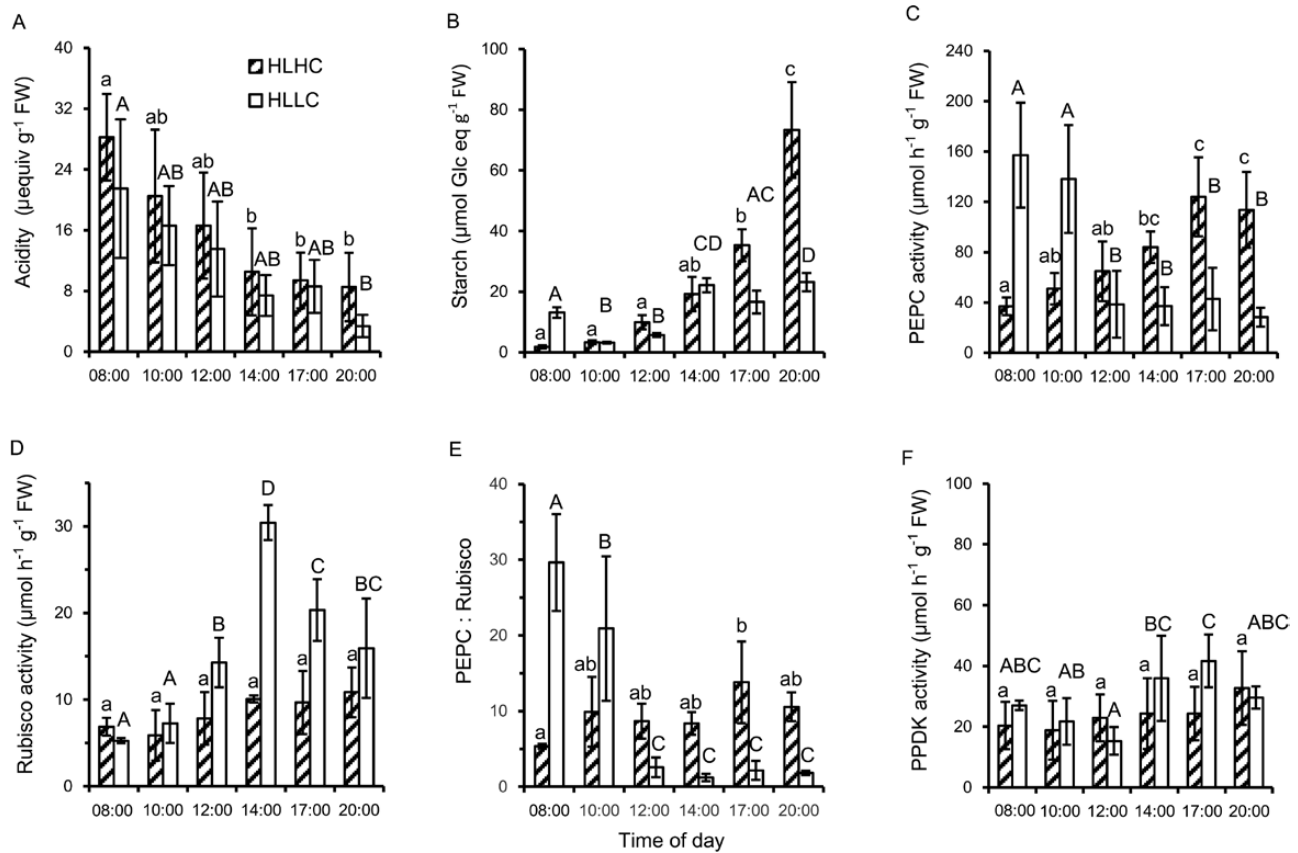 A
Acidity (µequiv g⁻¹ FW)
40
32
24
16
8
0
HLHC
HLLC
a
A
ab
AB
ab
AB
b
AB
b
AB
b
B
08:00 10:00 12:00 14:00 17:00 20:00
B
Starch (µmol Glc eq g⁻¹ FW)
100
80
60
40
20
0
a
A
a
B
a
B
ab
CD
b
AC
c
D
08:00 10:00 12:00 14:00 17:00 20:00
C
PEPC activity (µmol h⁻¹ g⁻¹ FW)
240
200
160
120
80
40
0
a
A
ab
A
ab
B
bc
B
c
B
c
B
08:00 10:00 12:00 14:00 17:00 20:00
D
Rubisco activity (µmol h⁻¹ g⁻¹ FW)
30
20
10
0
a
A
a
A
a
B
a
D
a
C
a
BC
08:00 10:00 12:00 14:00 17:00 20:00
E
PEPC : Rubisco
40
30
20
10
0
a
A
ab
B
ab
C
ab
C
b
C
ab
C
08:00 10:00 12:00 14:00 17:00 20:00
Time of day
F
PPDK activity (µmol h⁻¹ g⁻¹ FW)
100
80
60
40
20
0
a
ABC
a
AB
a
A
a
BC
a
C
a
ABC
08:00 10:00 12:00 14:00 17:00 20:00